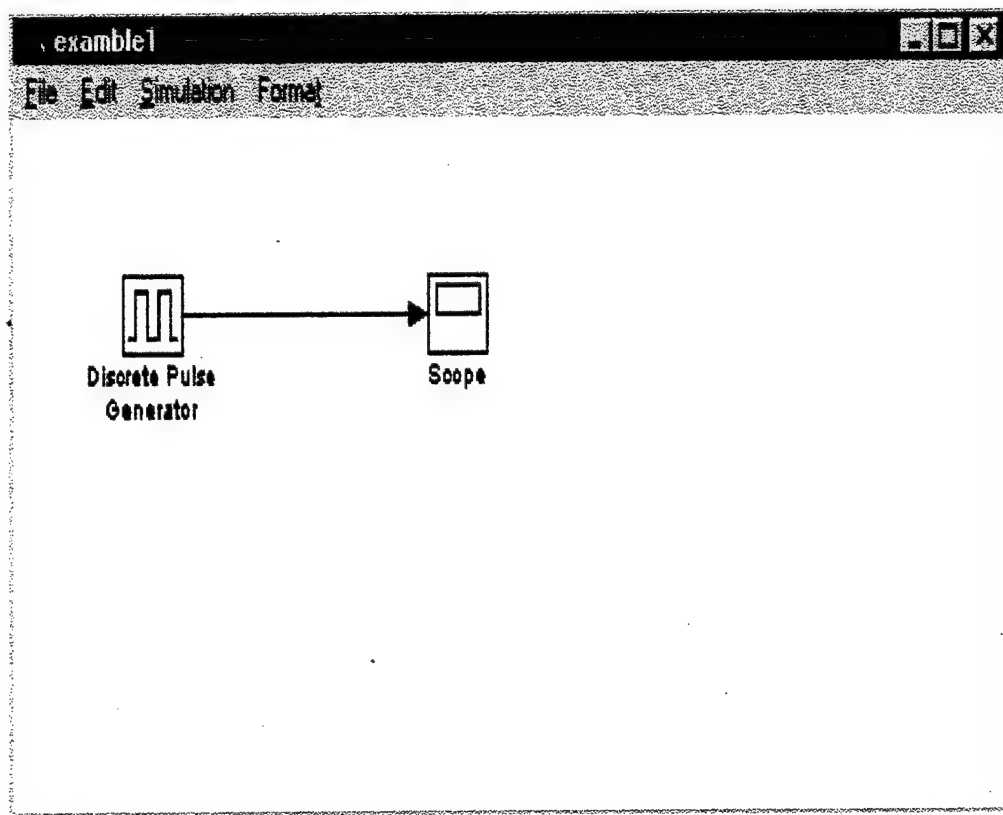 examble1
File Edit Simulation Format
Discrete Pulse
Generator
Scope